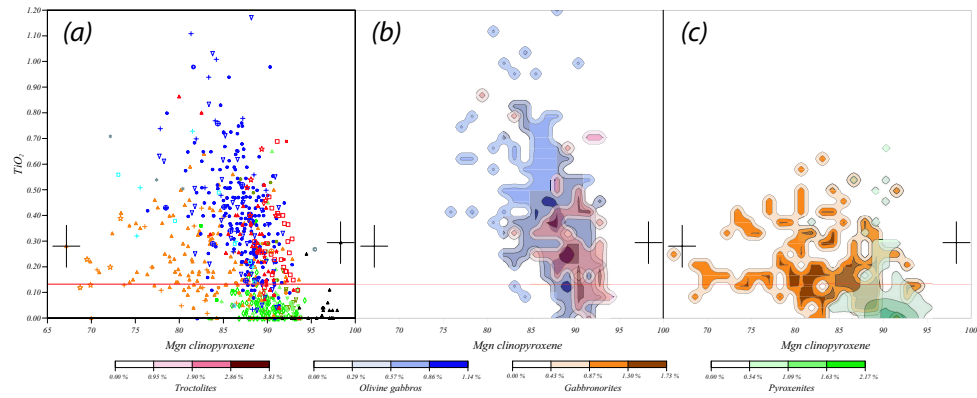 (a)
(b)
(c)
1.20
1.10
1.00
0.90
0.80
0.70
0.60
0.50
0.40
0.30
0.20
0.10
0.00
TiO2
65 70 75 80 85 90 95 100
70 75 80 85 90 95 100
70 75 80 85 90 95 100
Mgn clinopyroxene
Mgn clinopyroxene
Mgn clinopyroxene
0.00 % 0.95 % 1.90 % 2.86 % 3.81 %
Troctolites
0.00 % 0.29 % 0.57 % 0.86 % 1.14 %
Olivine gabbros
0.00 % 0.43 % 0.87 % 1.30 % 1.73 %
Gabbronorites
0.00 % 0.54 % 1.09 % 1.63 % 2.17 %
Pyroxenites